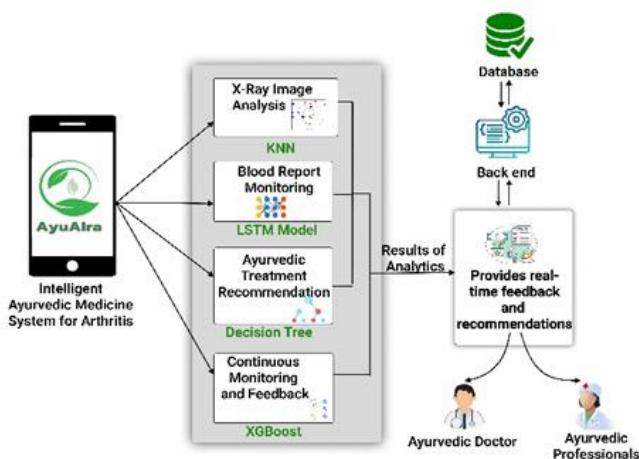 AyuAIra
Intelligent
Ayurvedic Medicine
System for Arthritis
X-Ray Image
Analysis
KNN
Blood Report
Monitoring
LSTM Model
Ayurvedic
Treatment
Recommendation
Decision Tree
Continuous
Monitoring
and Feedback
XGBoost
Results of
Analytics
Database
Back end
Provides real-
time feedback
and
recommendations
Ayurvedic Doctor
Ayurvedic
Professionals